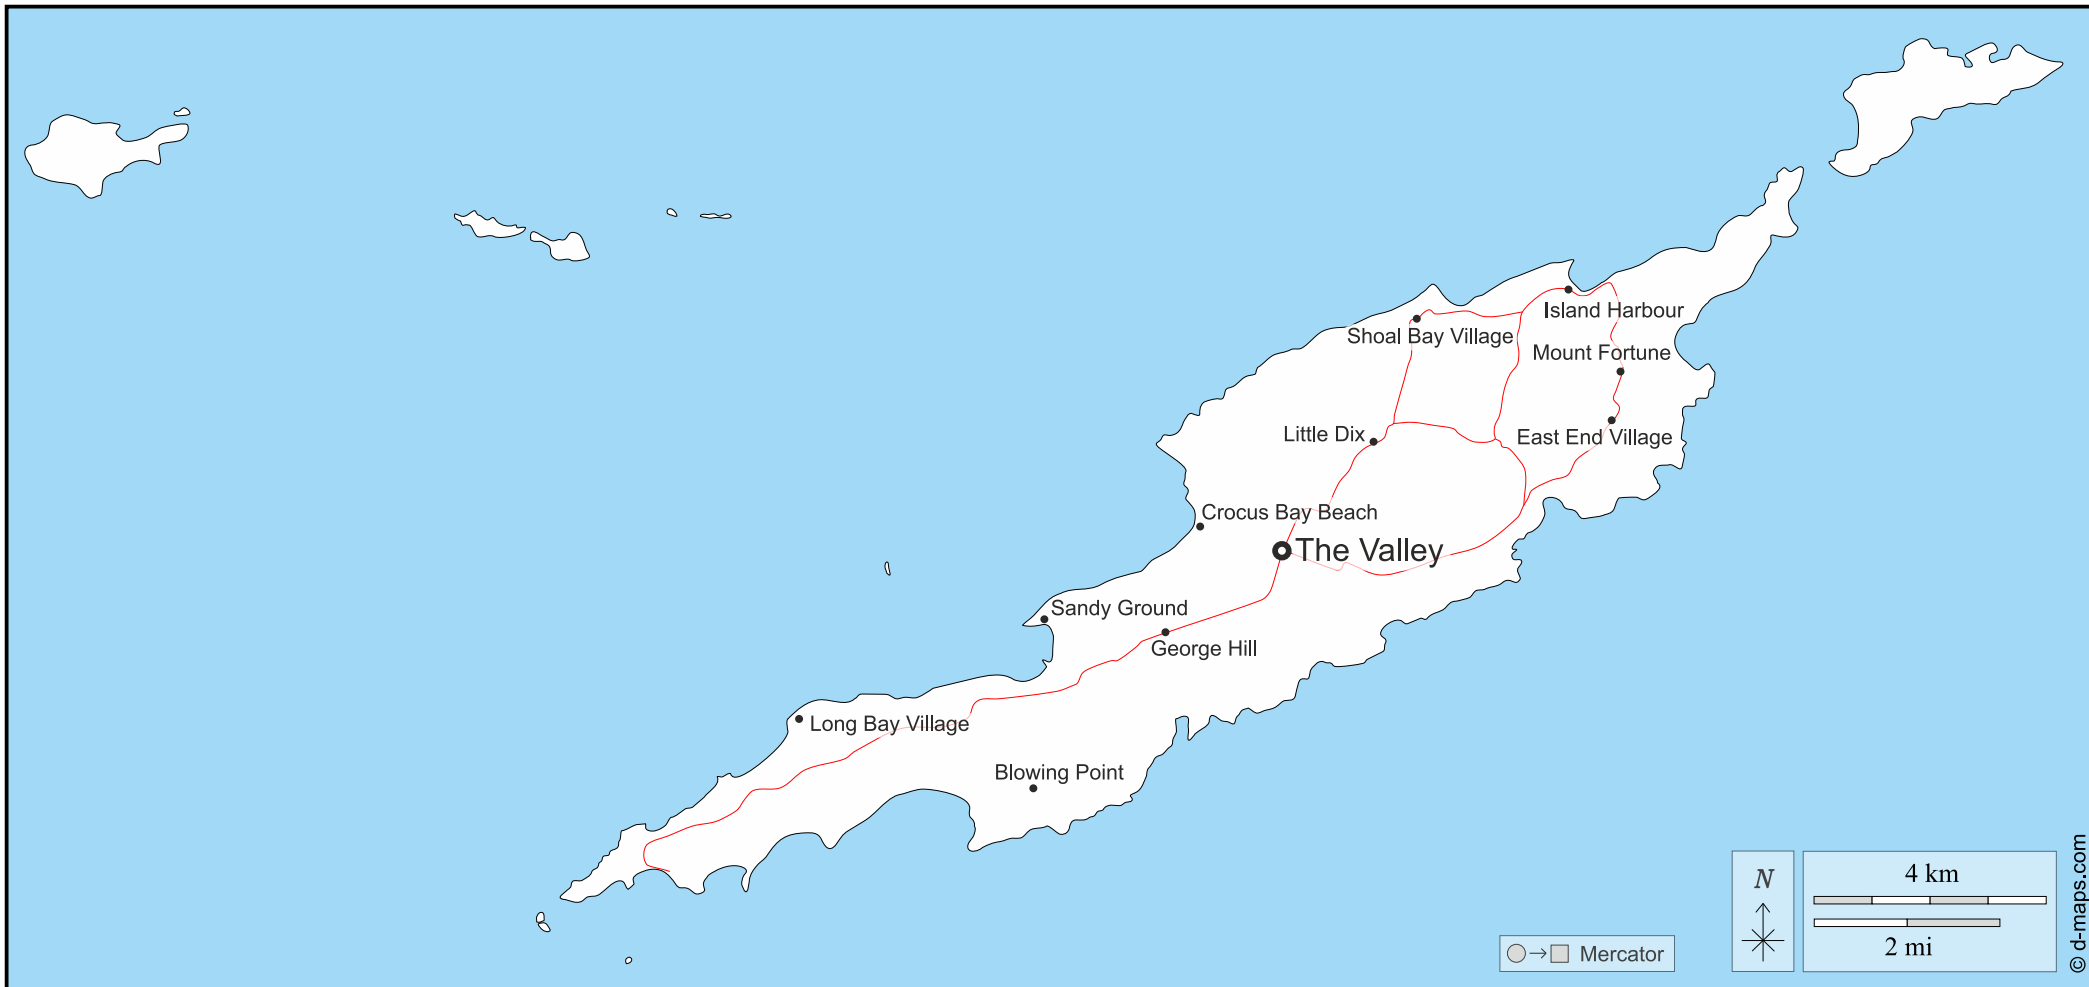 Island Harbour
Shoal Bay Village
Mount Fortune
Little Dix
East End Village
Crocus Bay Beach
The Valley
Sandy Ground
George Hill
Long Bay Village
Blowing Point
N
4 km
2 mi
Mercator
© d-maps.com